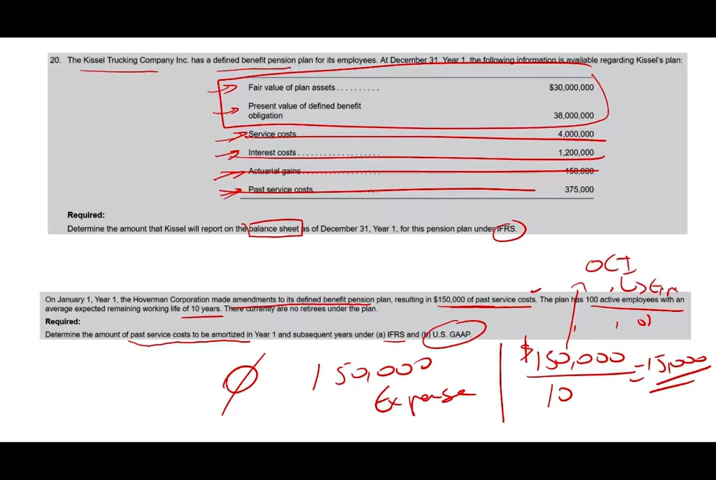 20. The Kissel Trucking Company Inc. has a defined benefit pension plan for its employees. At December 31, Year 1, the following information is available regarding Kissel's plan:
Fair value of plan assets . . . . . . . . . . $30,000,000
Present value of defined benefit
obligation 38,000,000
Service costs 4,000,000
Interest costs . . . . . . . . . . . . . . . . . . . . . 1,200,000
Actuarial gains 150,000
Past service costs 375,000
Required:
Determine the amount that Kissel will report on the balance sheet as of December 31, Year 1, for this pension plan under IFRS.
OCI
On January 1, Year 1, the Hoverman Corporation made amendments to its defined benefit pension plan, resulting in $150,000 of past service costs. The plan has 100 active employees with an
average expected remaining working life of 10 years. There currently are no retirees under the plan.
Required:
Determine the amount of past service costs to be amortized in Year 1 and subsequent years under (a) IFRS and (b) U.S. GAAP.
150,000
Expense
$150,000 = 15,000
10